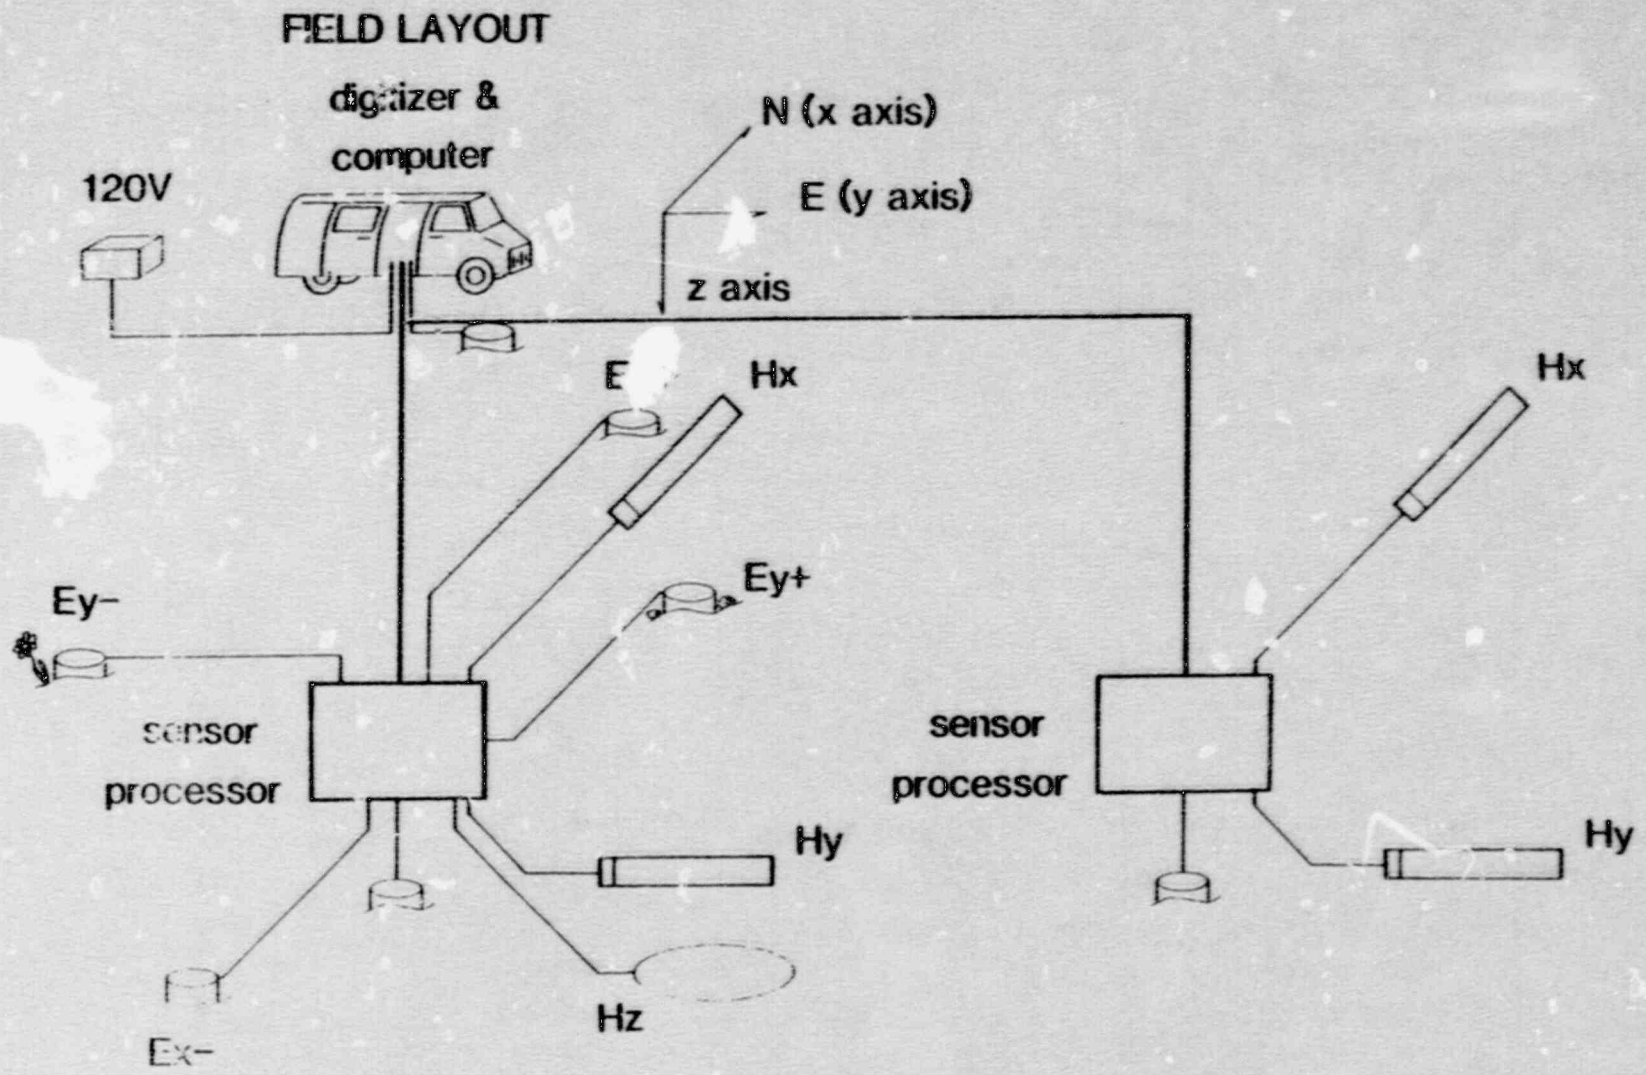 FIELD LAYOUT
digitizer &
computer
120V
N (x axis)
E (y axis)
z axis
Hx
Hx
Ey-
Ey+
sensor
processor
sensor
processor
Hy
Hy
Hz
Ex-